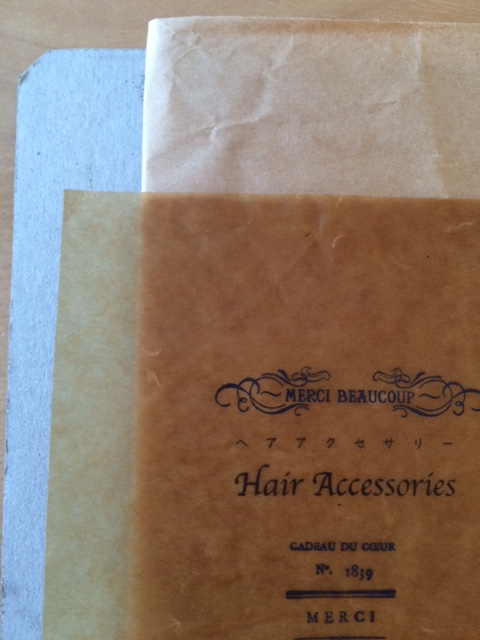 MERCI BEAUCOUP
ヘアアクセサリー
Hair Accessories
CADEAU DU CŒUR
Nº. 1839
MERCI